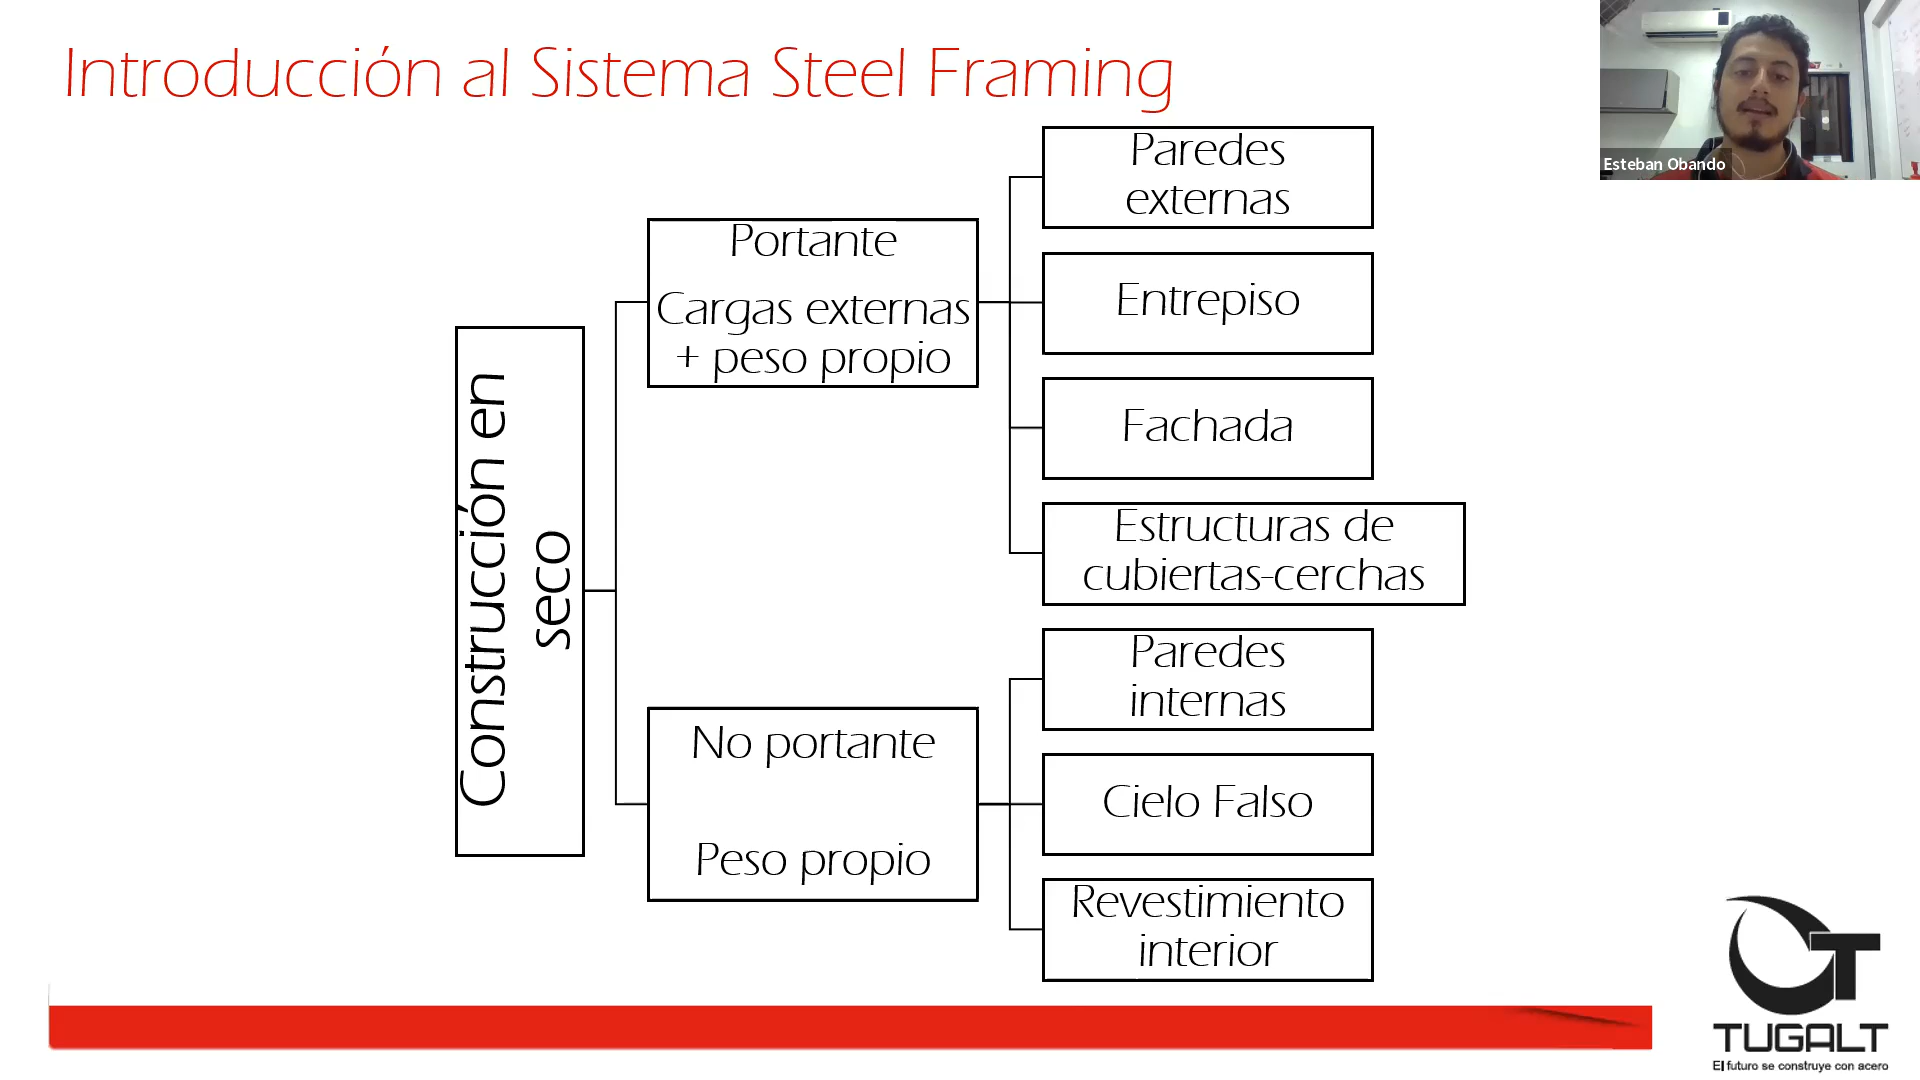 Introducción al Sistema Steel Framing
Esteban Obando
Construcción en
seco
Portante
Cargas externas
+ peso propio
Paredes
externas
Entrepiso
Fachada
Estructuras de
cubiertas-cerchas
No portante
Peso propio
Paredes
internas
Cielo Falso
Revestimiento
interior
TUGALT
El futuro se construye con acero